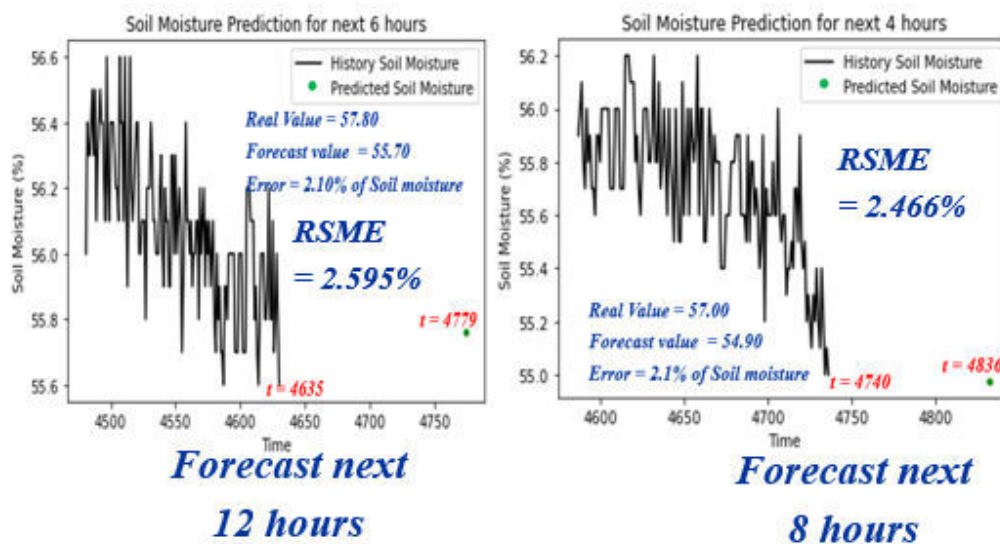 Soil Moisture Prediction for next 6 hours
Soil Moisture (%)
56.6
56.4
56.2
56.0
55.8
55.6
History Soil Moisture
Predicted Soil Moisture
Real Value = 57.80
Forecast value = 55.70
Error = 2.10% of Soil moisture
RSME
= 2.595%
t = 4779
t = 4635
4500 4550 4600 4650 4700 4750
Time
Forecast next
12 hours
Soil Moisture Prediction for next 4 hours
Soil Moisture (%)
56.2
56.0
55.8
55.6
55.4
55.2
55.0
History Soil Moisture
Predicted Soil Moisture
RSME
= 2.466%
Real Value = 57.00
Forecast value = 54.90
Error = 2.1% of Soil moisture
t = 4740
t = 4836
4600 4650 4700 4750 4800
Time
Forecast next
8 hours